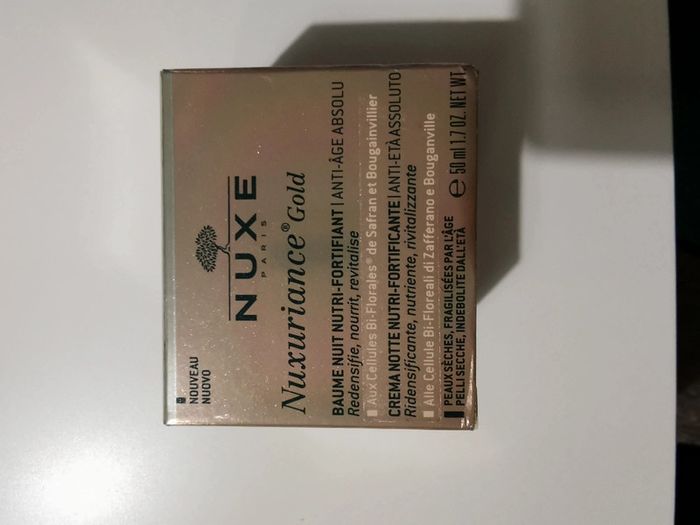 NOUVEAU
NUOVO
NUXE
PARIS
Nuxuriance® Gold
BAUME NUIT NUTRI-FORTIFIANT | ANTI-ÂGE ABSOLU
Redensifie, nourrit, revitalise
Aux Cellules Bi-Florales® de Safran et Bougainvillier
CREMA NOTTE NUTRI-FORTIFICANTE | ANTI-ETÀ ASSOLUTO
Ridensificante, nutriente, rivitalizzante
Alle Cellule Bi-Floreali di Zafferano e Bouganville
PEAUX SÈCHES, FRAGILISÉES PAR L'ÂGE
PELLI SECCHE, INDEBOLITE DALL'ETÀ
℮ 50 ml 1.7 OZ. NET WT